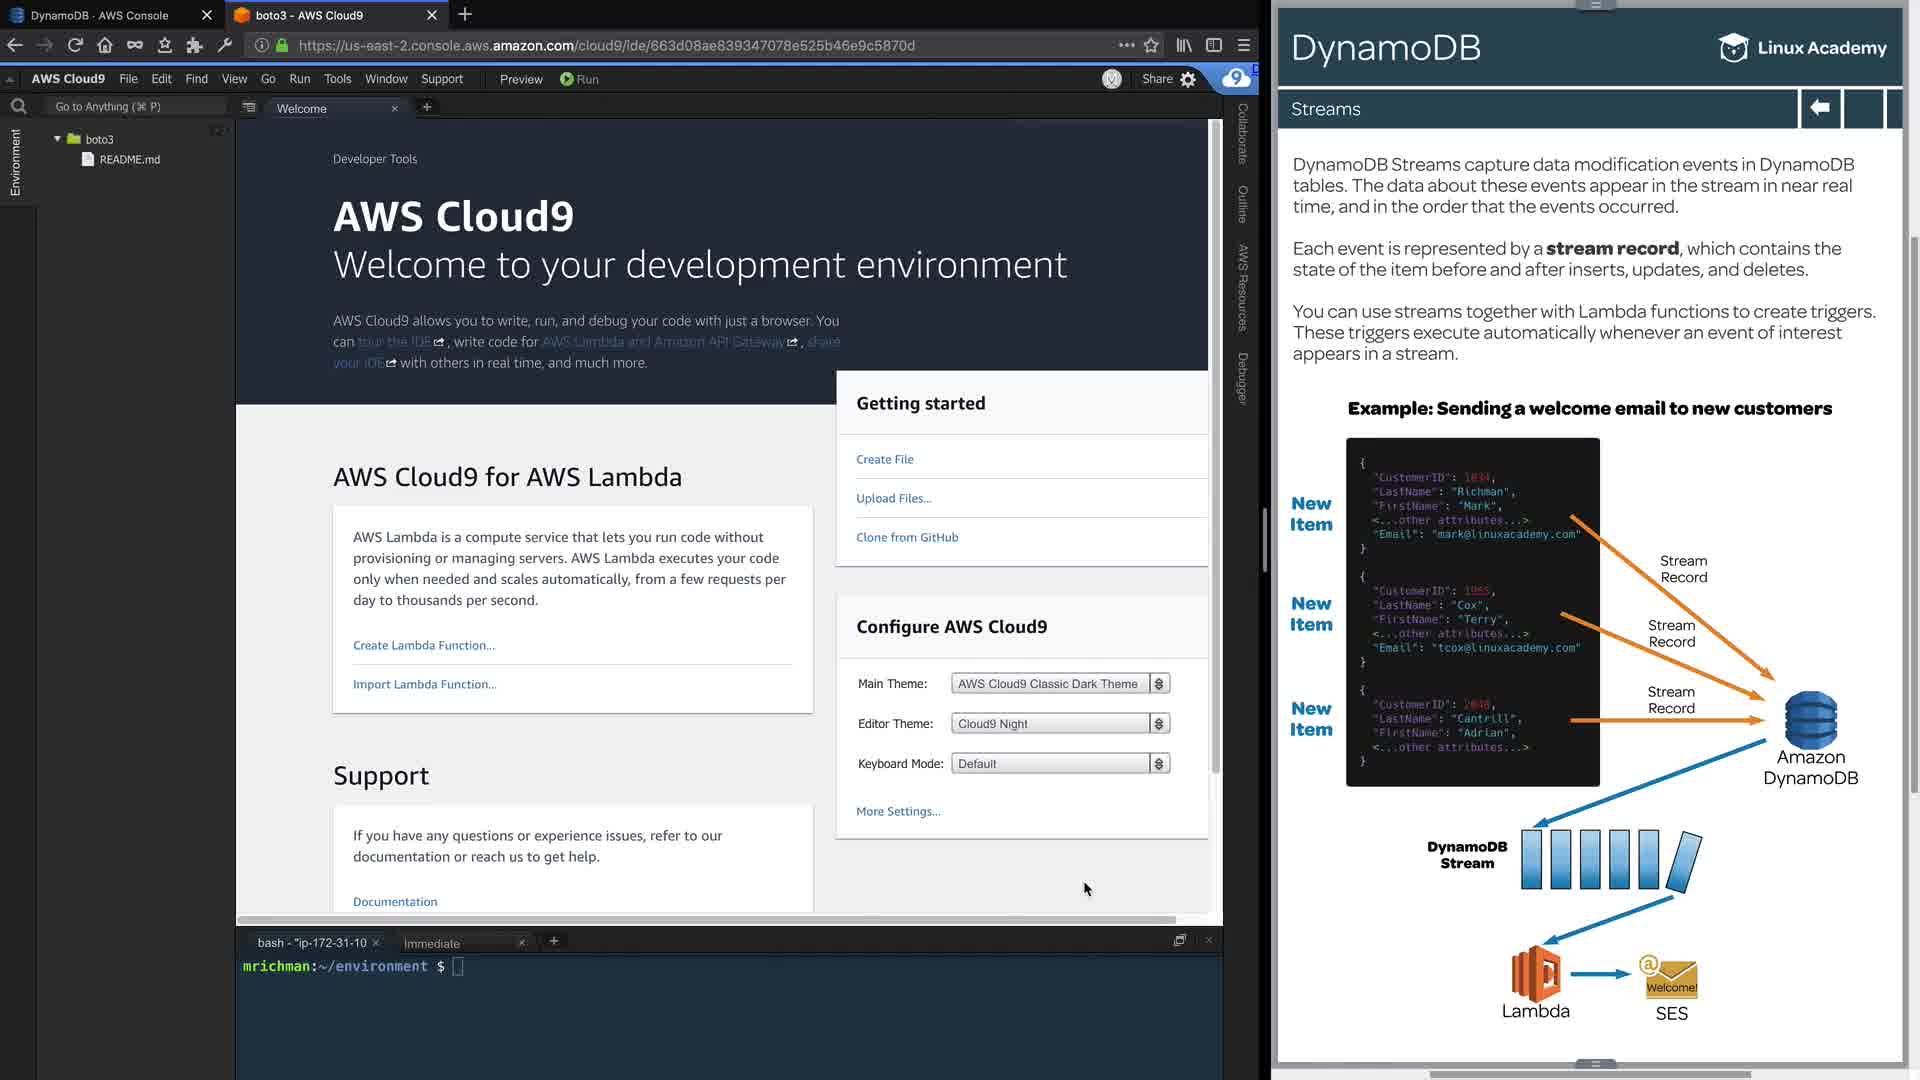 DynamoDB · AWS Console
boto3 - AWS Cloud9
https://us-east-2.console.aws.amazon.com/cloud9/ide/663d08ae839347078e525b46e9c5870d
AWS Cloud9 File Edit Find View Go Run Tools Window Support Preview Run Share
Go to Anything (⌘ P)
Welcome
Environment
boto3
README.md
Developer Tools
AWS Cloud9
Welcome to your development environment
AWS Cloud9 allows you to write, run, and debug your code with just a browser. You
can tour the IDE, write code for AWS Lambda and Amazon API Gateway, share
your IDE with others in real time, and much more.
Getting started
Create File
Upload Files...
Clone from GitHub
AWS Cloud9 for AWS Lambda
AWS Lambda is a compute service that lets you run code without
provisioning or managing servers. AWS Lambda executes your code
only when needed and scales automatically, from a few requests per
day to thousands per second.
Create Lambda Function...
Import Lambda Function...
Configure AWS Cloud9
Main Theme: AWS Cloud9 Classic Dark Theme
Editor Theme: Cloud9 Night
Keyboard Mode: Default
More Settings...
Support
If you have any questions or experience issues, refer to our
documentation or reach us to get help.
Documentation
Collaborate
Outline
AWS Resources
Debugger
bash - "ip-172-31-10
Immediate
mrichman:~/environment $
DynamoDB
Linux Academy
Streams
DynamoDB Streams capture data modification events in DynamoDB
tables. The data about these events appear in the stream in near real
time, and in the order that the events occurred.
Each event is represented by a stream record, which contains the
state of the item before and after inserts, updates, and deletes.
You can use streams together with Lambda functions to create triggers.
These triggers execute automatically whenever an event of interest
appears in a stream.
Example: Sending a welcome email to new customers
New
Item
{
"CustomerID": 1034,
"LastName": "Richman",
"FirstName": "Mark",
<...other attributes...>
"Email": "mark@linuxacademy.com"
}
Stream
Record
New
Item
{
"CustomerID": 1965,
"LastName": "Cox",
"FirstName": "Terry",
<...other attributes...>
"Email": "tcox@linuxacademy.com"
}
Stream
Record
New
Item
{
"CustomerID": 2048,
"LastName": "Cantrill",
"FirstName": "Adrian",
<...other attributes...>
}
Stream
Record
Amazon
DynamoDB
DynamoDB
Stream
Lambda
@
Welcome!
SES